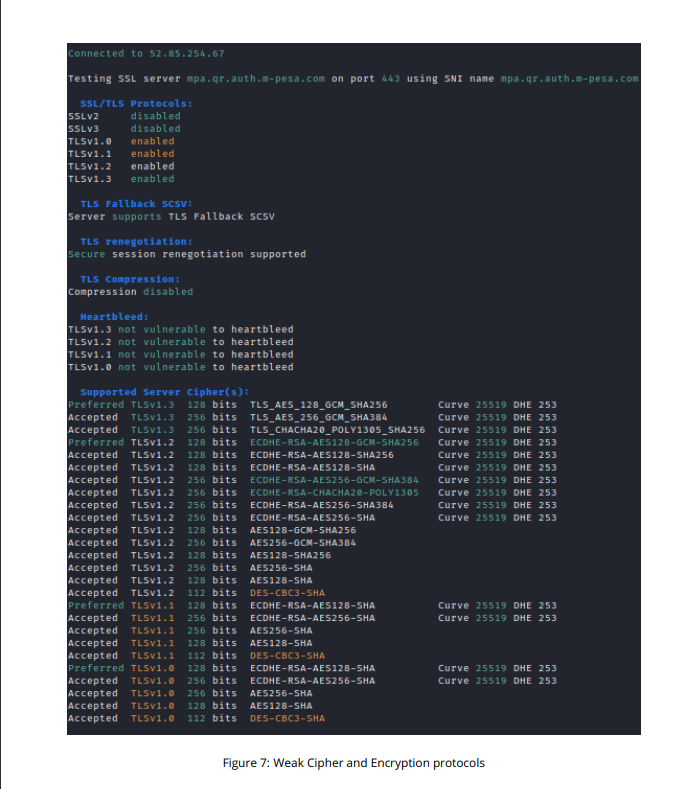 Connected to 52.85.254.67
Testing SSL server mpa.qr.auth.m-pesa.com on port 443 using SNI name mpa.qr.auth.m-pesa.com
SSL/TLS Protocols:
SSLv2 disabled
SSLv3 disabled
TLSv1.0 enabled
TLSv1.1 enabled
TLSv1.2 enabled
TLSv1.3 enabled
TLS Fallback SCSV:
Server supports TLS Fallback SCSV
TLS renegotiation:
Secure session renegotiation supported
TLS Compression:
Compression disabled
Heartbleed:
TLSv1.3 not vulnerable to heartbleed
TLSv1.2 not vulnerable to heartbleed
TLSv1.1 not vulnerable to heartbleed
TLSv1.0 not vulnerable to heartbleed
Supported Server Cipher(s):
Preferred TLSv1.3 128 bits TLS_AES_128_GCM_SHA256 Curve 25519 DHE 253
Accepted TLSv1.3 256 bits TLS_AES_256_GCM_SHA384 Curve 25519 DHE 253
Accepted TLSv1.3 256 bits TLS_CHACHA20_POLY1305_SHA256 Curve 25519 DHE 253
Preferred TLSv1.2 128 bits ECDHE-RSA-AES128-GCM-SHA256 Curve 25519 DHE 253
Accepted TLSv1.2 128 bits ECDHE-RSA-AES128-SHA256 Curve 25519 DHE 253
Accepted TLSv1.2 128 bits ECDHE-RSA-AES128-SHA Curve 25519 DHE 253
Accepted TLSv1.2 256 bits ECDHE-RSA-AES256-GCM-SHA384 Curve 25519 DHE 253
Accepted TLSv1.2 256 bits ECDHE-RSA-CHACHA20-POLY1305 Curve 25519 DHE 253
Accepted TLSv1.2 256 bits ECDHE-RSA-AES256-SHA384 Curve 25519 DHE 253
Accepted TLSv1.2 256 bits ECDHE-RSA-AES256-SHA Curve 25519 DHE 253
Accepted TLSv1.2 128 bits AES128-GCM-SHA256
Accepted TLSv1.2 256 bits AES256-GCM-SHA384
Accepted TLSv1.2 128 bits AES128-SHA256
Accepted TLSv1.2 256 bits AES256-SHA
Accepted TLSv1.2 128 bits AES128-SHA
Accepted TLSv1.2 112 bits DES-CBC3-SHA
Preferred TLSv1.1 128 bits ECDHE-RSA-AES128-SHA Curve 25519 DHE 253
Accepted TLSv1.1 256 bits ECDHE-RSA-AES256-SHA Curve 25519 DHE 253
Accepted TLSv1.1 256 bits AES256-SHA
Accepted TLSv1.1 128 bits AES128-SHA
Accepted TLSv1.1 112 bits DES-CBC3-SHA
Preferred TLSv1.0 128 bits ECDHE-RSA-AES128-SHA Curve 25519 DHE 253
Accepted TLSv1.0 256 bits ECDHE-RSA-AES256-SHA Curve 25519 DHE 253
Accepted TLSv1.0 256 bits AES256-SHA
Accepted TLSv1.0 128 bits AES128-SHA
Accepted TLSv1.0 112 bits DES-CBC3-SHA
Figure 7: Weak Cipher and Encryption protocols